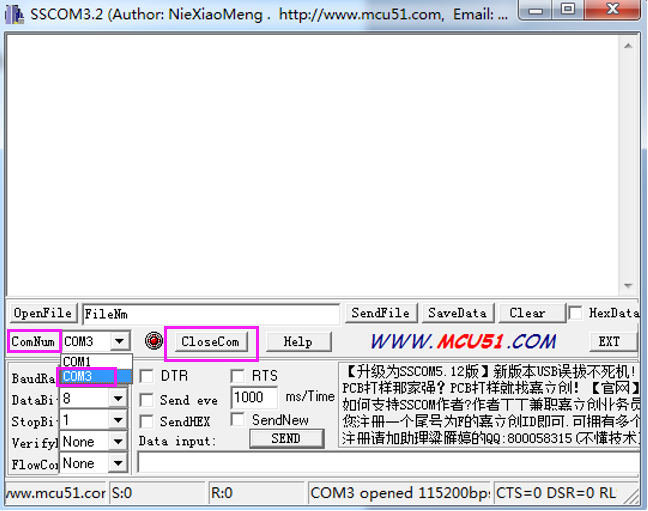 SSCOM3.2 (Author: NieXiaoMeng . http://www.mcu51.com, Email: ...
OpenFile FileNm SendFile SaveData Clear HexData
ComNum COM3 CloseCom Help WWW.MCU51.COM EXT
COM1
COM3
BaudRa DTR RTS
DataBi 8 Send eve 1000 ms/Time
StopBi 1 SendHEX SendNew
VerifyI None Data input: SEND
FlowCon None
【升级为SSCOM5.12版】新版本USB误拔不死机!
PCB打样那家强?PCB打样就找嘉立创!【官网】
如何支持SSCOM作者?作者丁丁兼职嘉立创业务员
您注册一个尾号为F的嘉立创ID即可.可拥有多个
注册请加助理梁雁婷的QQ:800058315(不懂技术)
www.mcu51.cor S:0 R:0 COM3 opened 115200bps CTS=0 DSR=0 RL